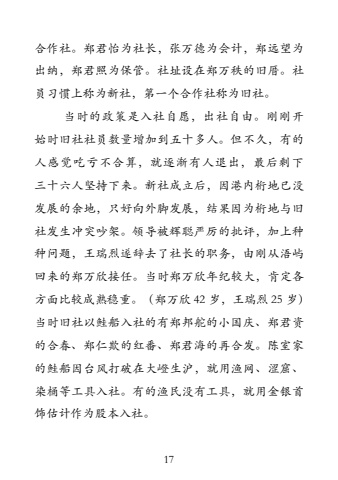 合作社。郑君怡为社长，张万德为会计，郑远望为
出纳，郑君照为保管。社址设在郑万秩的旧厝。社
员习惯上称为新社，第一个合作社称为旧社。
当时的政策是入社自愿，出社自由。刚刚开
始时旧社社员数量增加到五十多人。但不久，有的
人感觉吃亏不合算，就逐渐有人退出，最后剩下
三十六人坚持下来。新社成立后，因港内桁地已没
发展的余地，只好向外脚发展，结果因为桁地与旧
社发生冲突吵架。领导被辉聪严厉的批评，加上种
种问题，王瑞烈遂辞去了社长的职务，由刚从浯屿
回来的郑万欣接任。当时郑万欣年纪较大，肯定各
方面比较成熟稳重。（郑万欣 42 岁，王瑞烈 25 岁）
当时旧社以鲑船入社的有郑邦舵的小国庆、郑君资
的合春、郑仁欺的红番、郑君海的再合发。陈室家
的鲑船因台风打破在大嶝生沪，就用渔网、涩窟、
染桶等工具入社。有的渔民没有工具，就用金银首
饰估计作为股本入社。
17